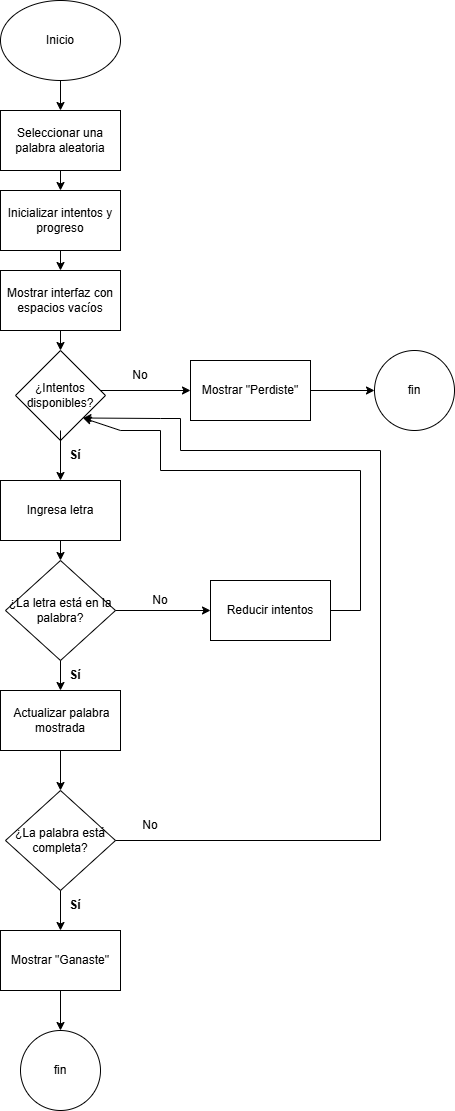 Inicio
Seleccionar una
palabra aleatoria
Inicializar intentos y
progreso
Mostrar interfaz con
espacios vacíos
¿Intentos
disponibles?
No
Mostrar "Perdiste"
fin
Sí
Ingresa letra
¿La letra está en la
palabra?
No
Reducir intentos
Sí
Actualizar palabra
mostrada
¿La palabra está
completa?
No
Sí
Mostrar "Ganaste"
fin